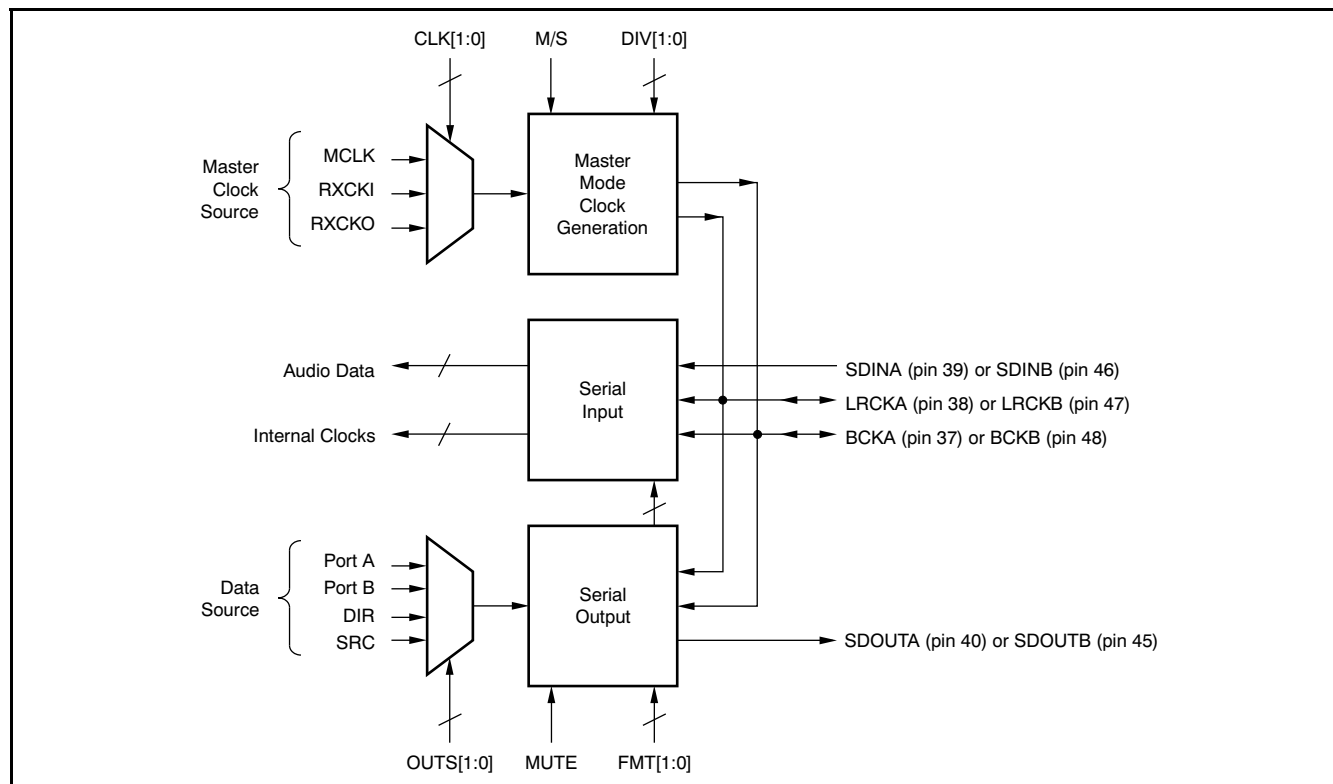 CLK[1:0]
M/S
DIV[1:0]
Master
Clock
Source
MCLK
RXCKI
RXCKO
Master
Mode
Clock
Generation
Audio Data
Internal Clocks
Serial
Input
SDINA (pin 39) or SDINB (pin 46)
LRCKA (pin 38) or LRCKB (pin 47)
BCKA (pin 37) or BCKB (pin 48)
Data
Source
Port A
Port B
DIR
SRC
Serial
Output
SDOUTA (pin 40) or SDOUTB (pin 45)
OUTS[1:0]
MUTE
FMT[1:0]